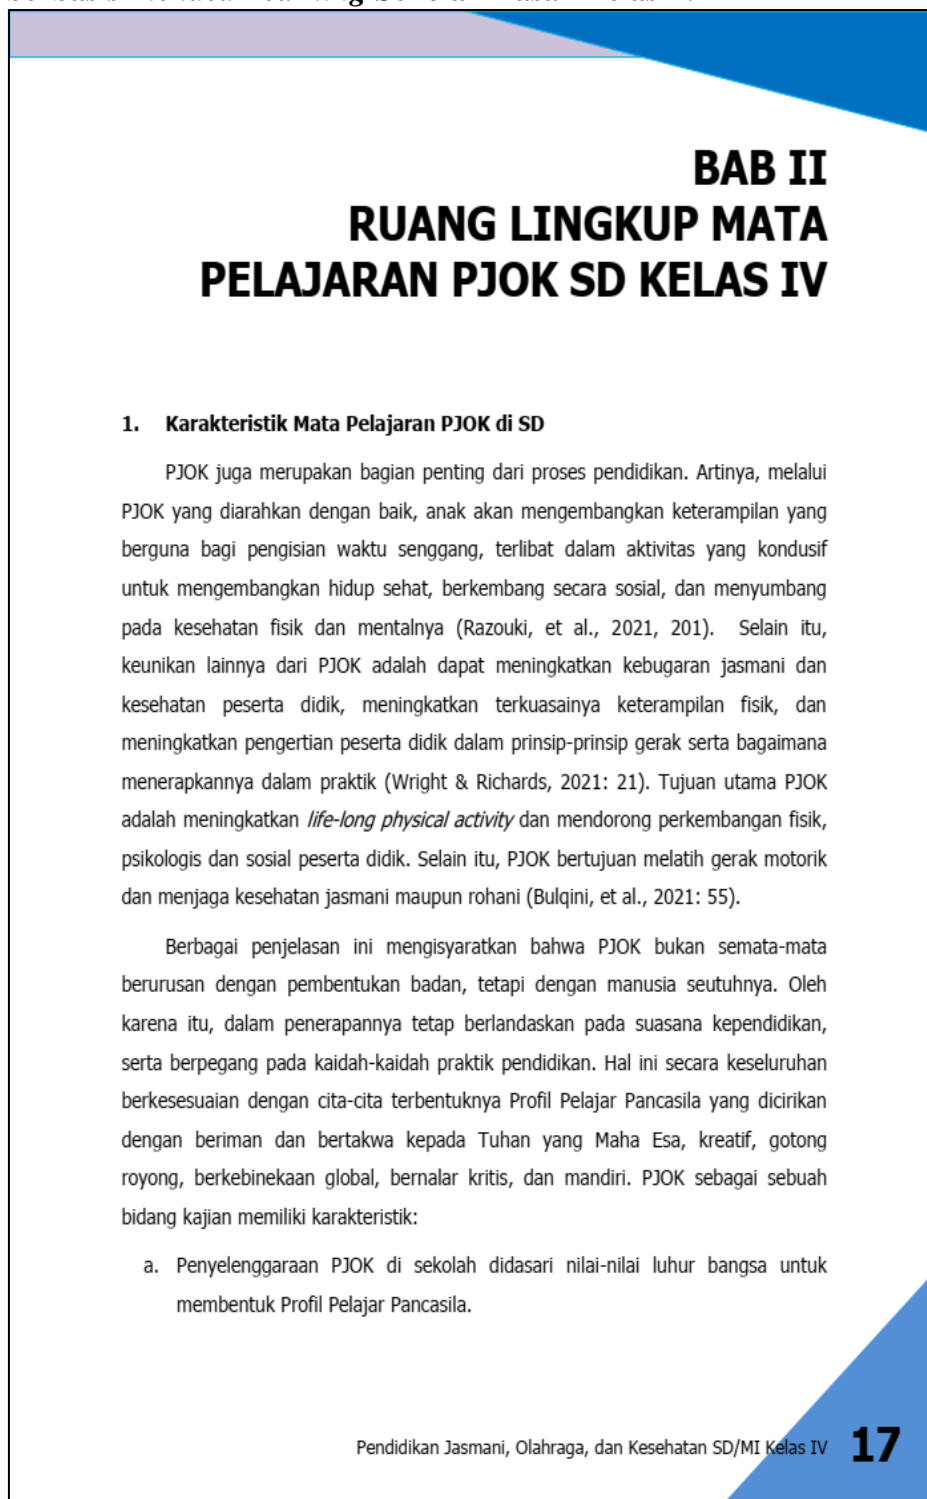 BAB II
RUANG LINGKUP MATA
PELAJARAN PJOK SD KELAS IV
1. Karakteristik Mata Pelajaran PJOK di SD
PJOK juga merupakan bagian penting dari proses pendidikan. Artinya, melalui
PJOK yang diarahkan dengan baik, anak akan mengembangkan keterampilan yang
berguna bagi pengisian waktu senggang, terlibat dalam aktivitas yang kondusif
untuk mengembangkan hidup sehat, berkembang secara sosial, dan menyumbang
pada kesehatan fisik dan mentalnya (Razouki, et al., 2021, 201). Selain itu,
keunikan lainnya dari PJOK adalah dapat meningkatkan kebugaran jasmani dan
kesehatan peserta didik, meningkatkan terkuasainya keterampilan fisik, dan
meningkatkan pengertian peserta didik dalam prinsip-prinsip gerak serta bagaimana
menerapkannya dalam praktik (Wright & Richards, 2021: 21). Tujuan utama PJOK
adalah meningkatkan life-long physical activity dan mendorong perkembangan fisik,
psikologis dan sosial peserta didik. Selain itu, PJOK bertujuan melatih gerak motorik
dan menjaga kesehatan jasmani maupun rohani (Bulqini, et al., 2021: 55).
Berbagai penjelasan ini mengisyaratkan bahwa PJOK bukan semata-mata
berurusan dengan pembentukan badan, tetapi dengan manusia seutuhnya. Oleh
karena itu, dalam penerapannya tetap berlandaskan pada suasana kependidikan,
serta berpegang pada kaidah-kaidah praktik pendidikan. Hal ini secara keseluruhan
berkesesuaian dengan cita-cita terbentuknya Profil Pelajar Pancasila yang dicirikan
dengan beriman dan bertakwa kepada Tuhan yang Maha Esa, kreatif, gotong
royong, berkebinekaan global, bernalar kritis, dan mandiri. PJOK sebagai sebuah
bidang kajian memiliki karakteristik:
a. Penyelenggaraan PJOK di sekolah didasari nilai-nilai luhur bangsa untuk
membentuk Profil Pelajar Pancasila.
Pendidikan Jasmani, Olahraga, dan Kesehatan SD/MI Kelas IV 17